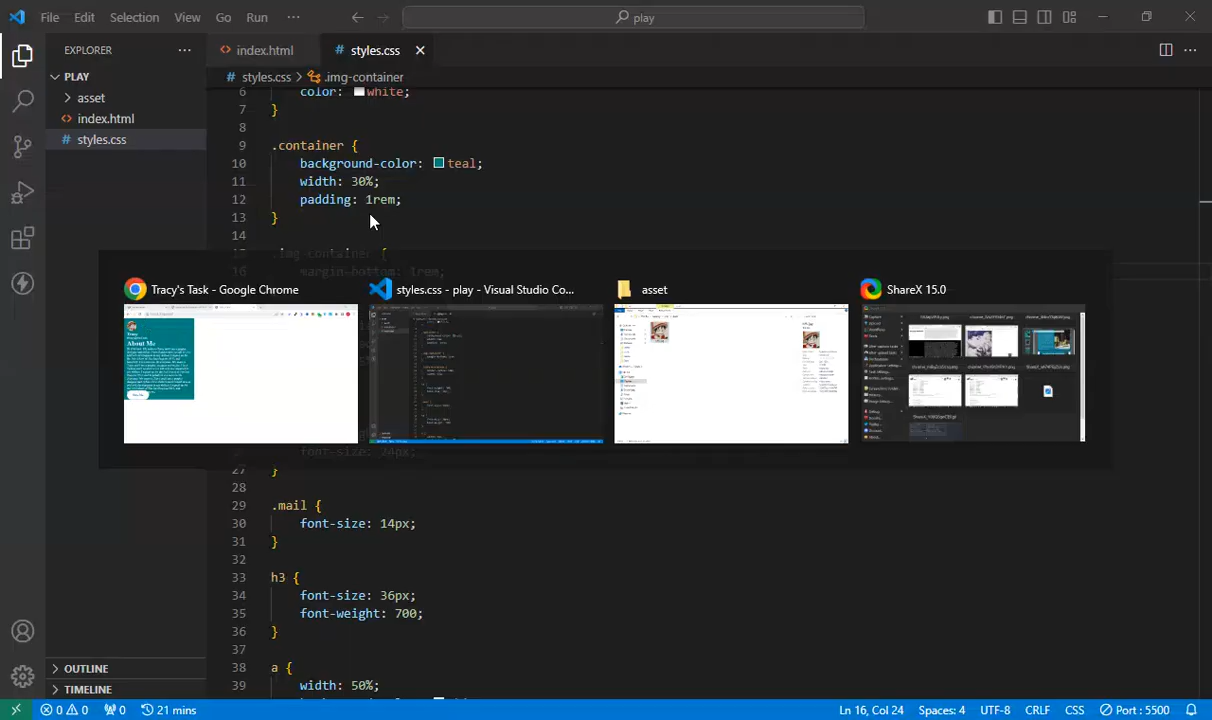 File Edit Selection View Go Run ···
play
EXPLORER ···
index.html
styles.css
PLAY
styles.css > .img-container
asset
index.html
styles.css
6 color: white;
7 }
8
9 .container {
10 background-color: teal;
11 width: 30%;
12 padding: 1rem;
13 }
14
15 .img-container {
16 margin-bottom: 1rem;
Tracy's Task - Google Chrome
styles.css - play - Visual Studio Co...
asset
ShareX 15.0
About Me
font-size: 24px;
27 }
28
29 .mail {
30 font-size: 14px;
31 }
32
33 h3 {
34 font-size: 36px;
35 font-weight: 700;
36 }
37
38 a {
39 width: 50%;
OUTLINE
TIMELINE
0 0 0 21 mins Ln 16, Col 24 Spaces: 4 UTF-8 CRLF CSS Port : 5500